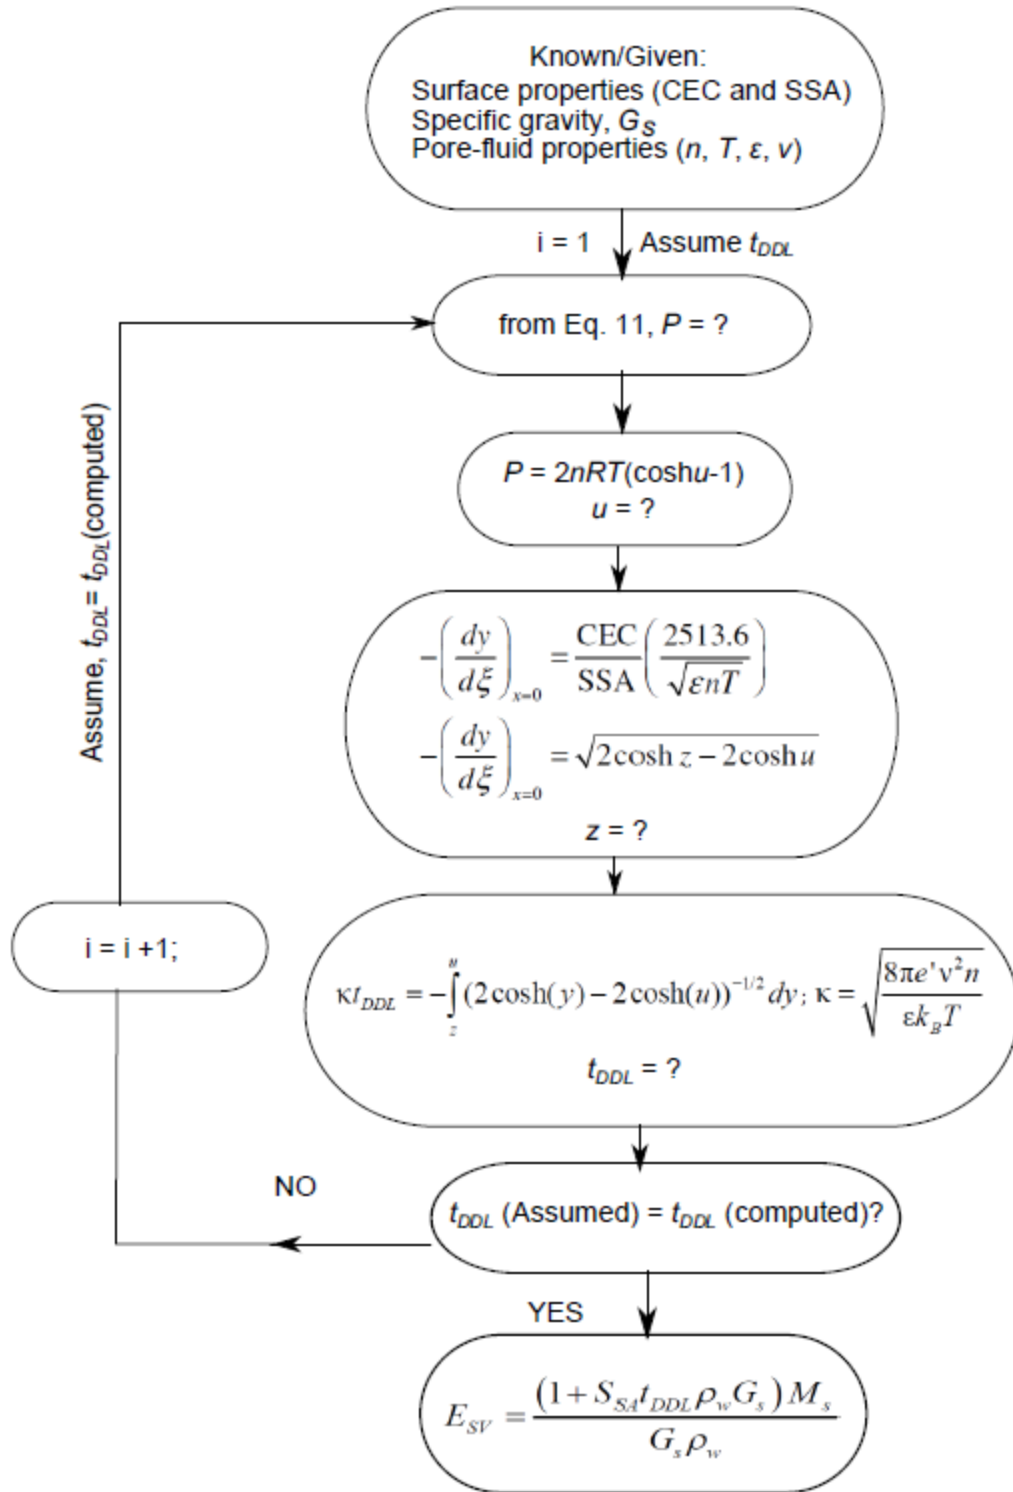 Known/Given:
Surface properties (CEC and SSA)
Specific gravity, G_s
Pore-fluid properties (n, T, ε, v)
i = 1 Assume t_DDL
from Eq. 11, P = ?
P = 2nRT(coshu-1)
u = ?
-(dy/dξ)_{x=0} = CEC/SSA (2513.6/√(εnT))
-(dy/dξ)_{x=0} = √(2cosh z − 2cosh u)
z = ?
κt_DDL = -∫_z^u (2cosh(y) − 2cosh(u))^{-1/2} dy; κ = √(8πe'ν²n/εk_BT)
t_DDL = ?
t_DDL (Assumed) = t_DDL (computed)?
NO
i = i +1;
Assume, t_DDL = t_DDL(computed)
YES
E_SV = (1 + S_SA t_DDL ρ_w G_s) M_s / G_s ρ_w